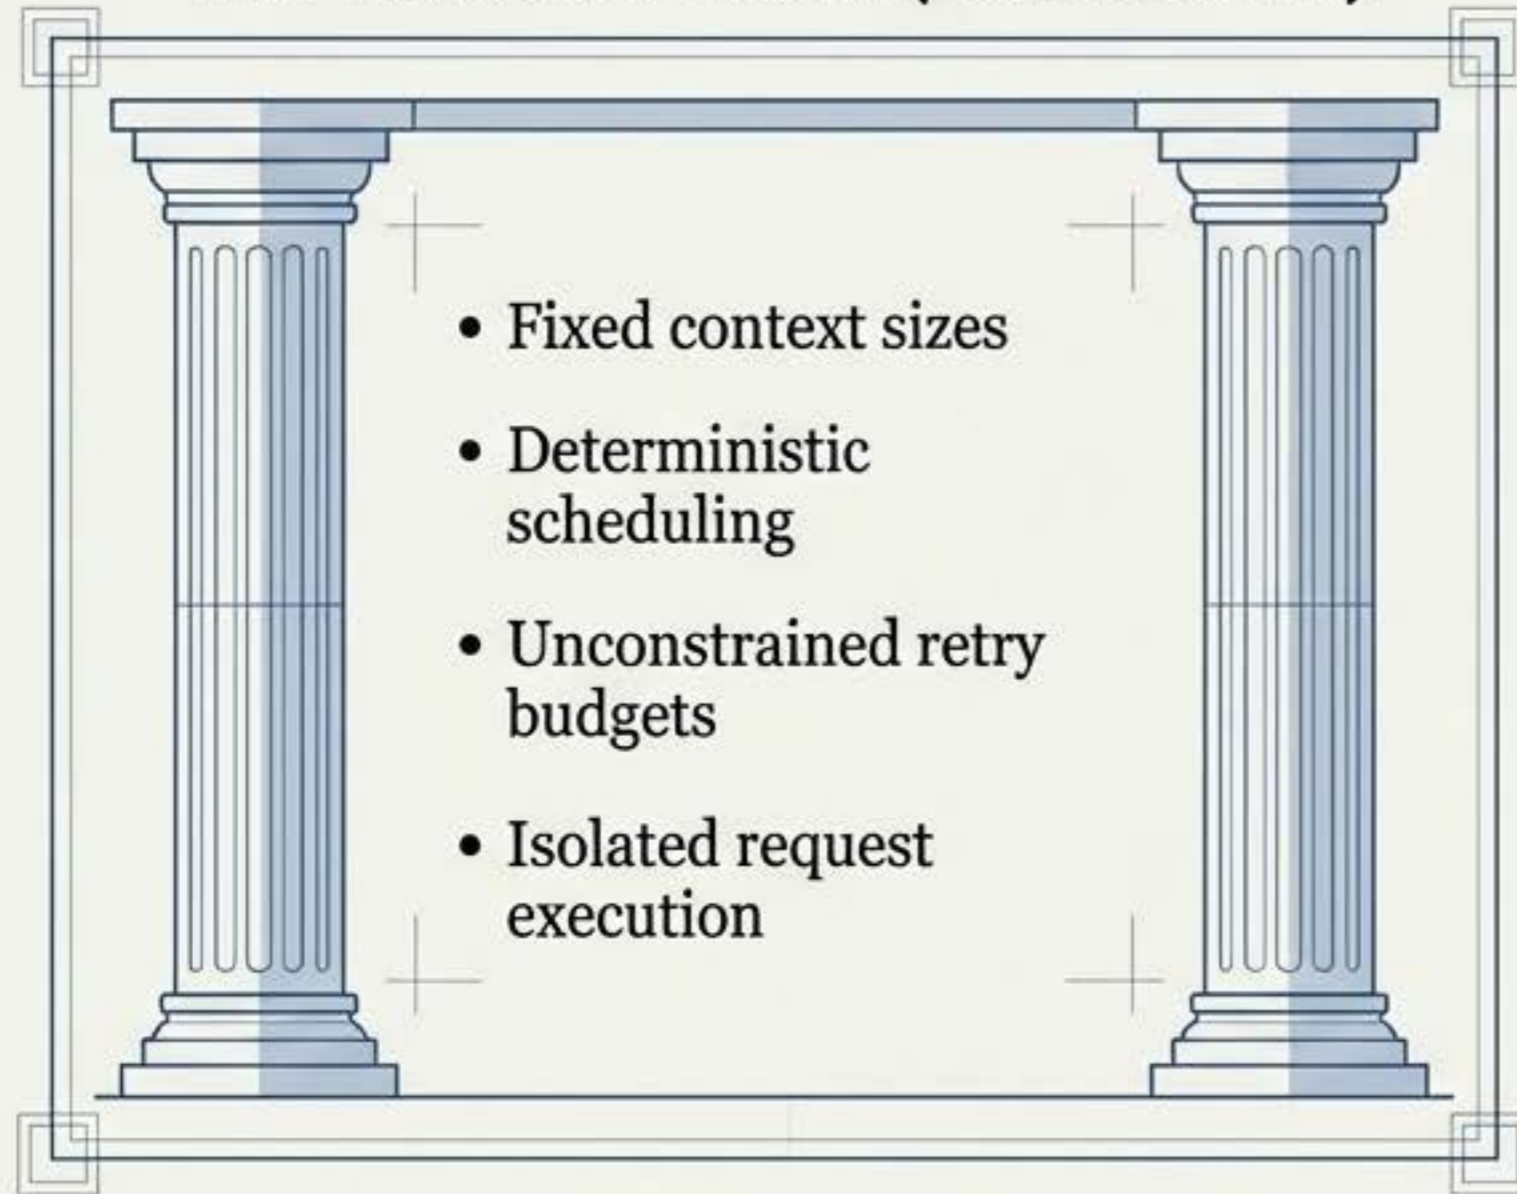 • Fixed context sizes
• Deterministic
scheduling
• Unconstrained retry
budgets
• Isolated request
execution